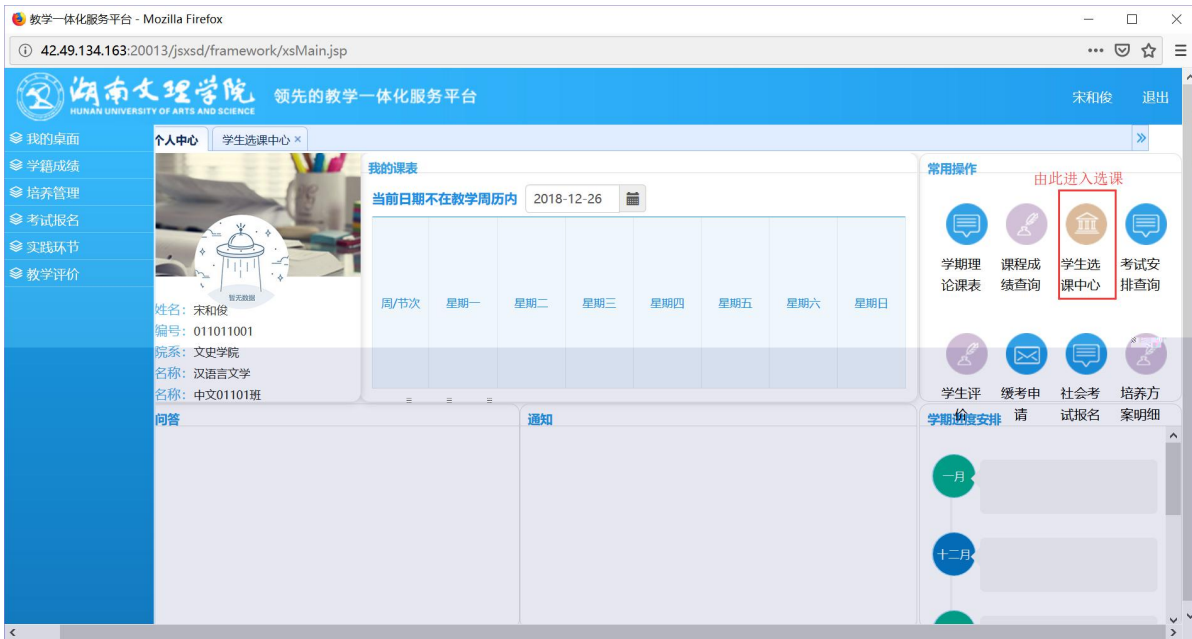 教学一体化服务平台 - Mozilla Firefox
42.49.134.163:20013/jsxsd/framework/xsMain.jsp
湖南文理学院
HUNAN UNIVERSITY OF ARTS AND SCIENCE
领先的教学一体化服务平台
宋和俊 退出
我的桌面
学籍成绩
培养管理
考试报名
实践环节
教学评价
个人中心 学生选课中心 ×
暂无数据
姓名：宋和俊
编号：011011001
院系：文史学院
名称：汉语言文学
名称：中文01101班
我的课表
当前日期不在教学周历内 2018-12-26
周/节次 星期一 星期二 星期三 星期四 星期五 星期六 星期日
常用操作
由此进入选课
学期理论课表
课程成绩查询
学生选课中心
考试安排查询
学生评价
缓考申请
社会考试报名
培养方案明细
问答
通知
学期进度安排
一月
十二月